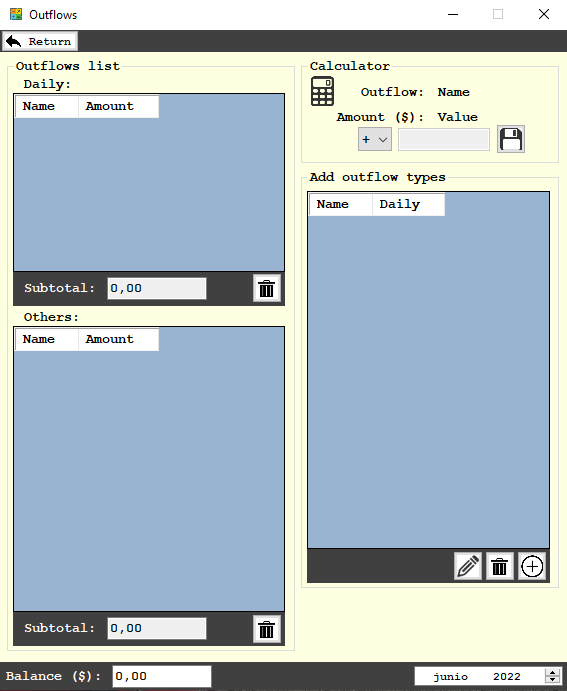 Outflows
Return
Outflows list
Daily:
Name Amount
Subtotal: 0,00
Others:
Name Amount
Subtotal: 0,00
Calculator
Outflow: Name
Amount ($): Value
+
Add outflow types
Name Daily
Balance ($): 0,00
junio 2022